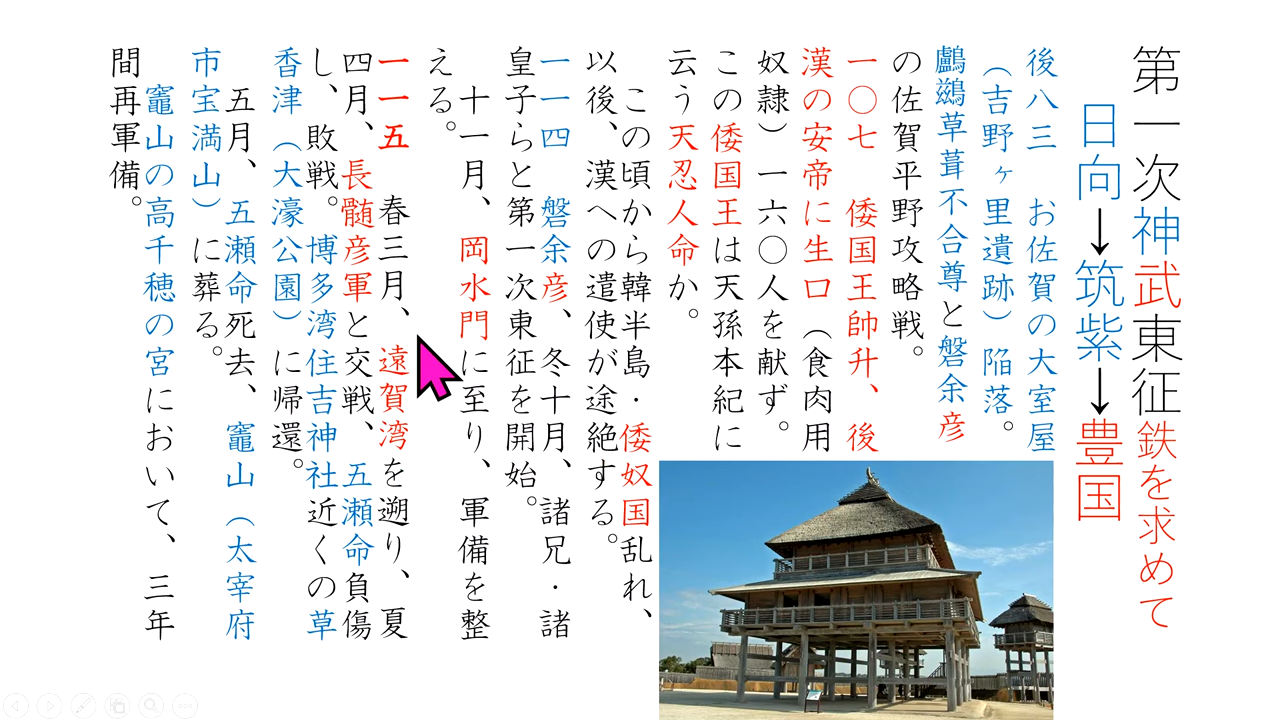 第一次神武東征鉄を求めて
日向→筑紫→豊国
後八三　お佐賀の大室屋
（吉野ヶ里遺跡）陥落。
鸕鷀草葺不合尊と磐余彦
の佐賀平野攻略戦。
一〇七　倭国王帥升、後
漢の安帝に生口（食肉用
奴隷）一六〇人を献ず。
この倭国王は天孫本紀に
云う天忍人命か。
この頃から韓半島・倭奴国乱れ、
以後、漢への遣使が途絶する。
一一四　磐余彦、冬十月、諸兄・諸
皇子らと第一次東征を開始。
十一月、岡水門に至り、軍備を整
える。
一一五　春三月、遠賀湾を遡り、夏
四月、長髄彦軍と交戦、五瀬命負傷
し、敗戦。博多湾住吉神社近くの草
香津（大濠公園）に帰還。
五月、五瀬命死去、竈山（太宰府
市宝満山）に葬る。
竈山の高千穂の宮において、三年
間再軍備。